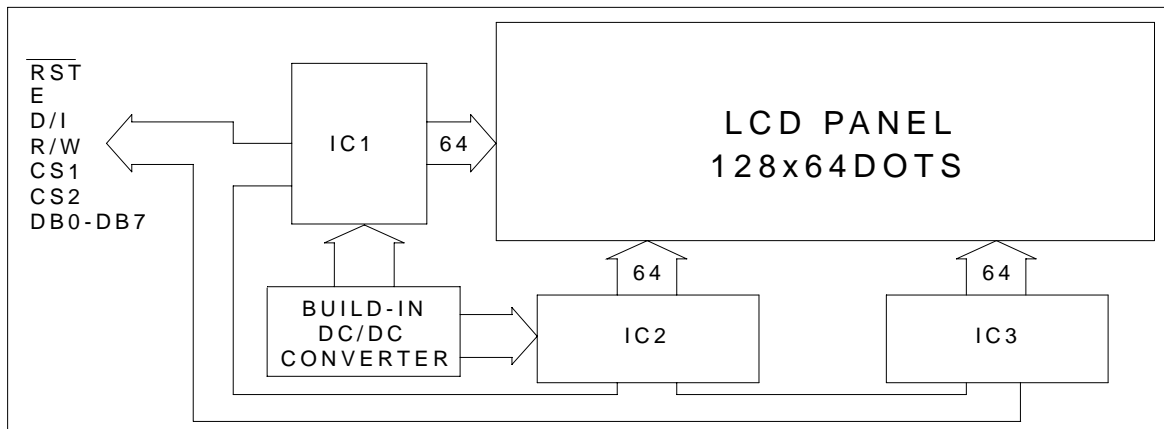 RST
E
D/I
R/W
CS1
CS2
DB0-DB7
IC1
64
LCD PANEL
128x64DOTS
64
64
BUILD-IN
DC/DC
CONVERTER
IC2
IC3